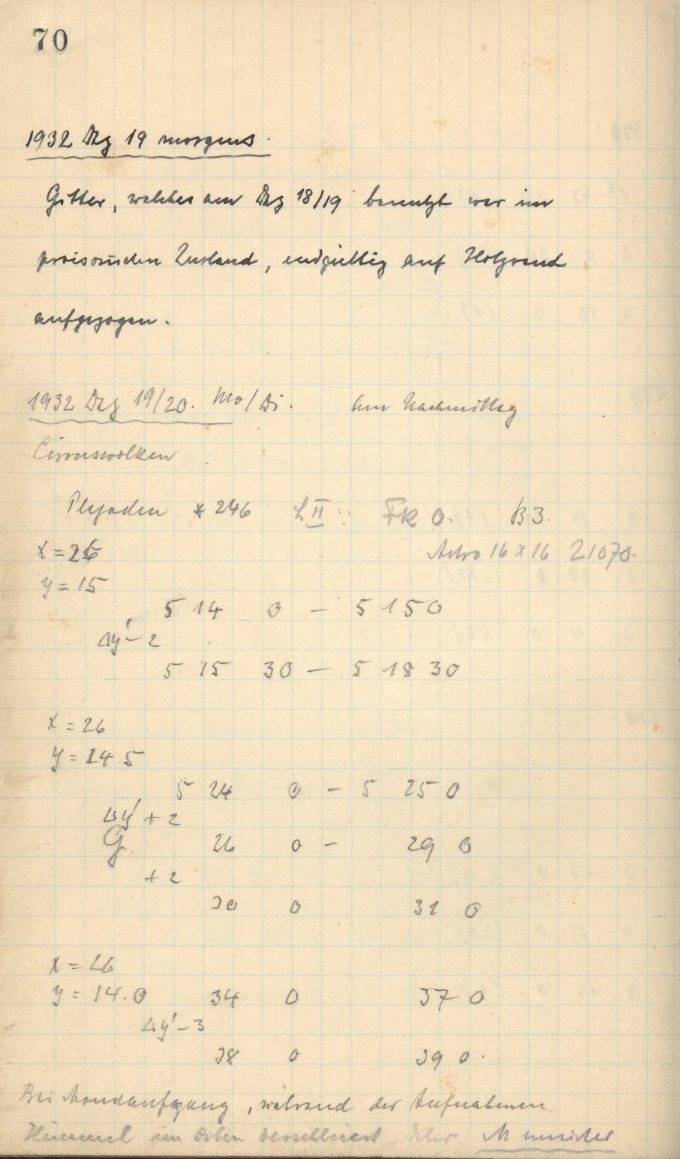 70
1932 Dez 19 morgens.
Gitter, welches am Dez 18/19 benutzt war im
provisorischen Zustand, endgültig auf Holzrand
aufgezogen.
1932 Dez 19/20. Mo/Di. Am Nachmittag
Cirruswolken
Plejaden * 246 L II FK 0. B3.
x = 26 Astro 16 x 16 21070.
y = 15
5 14 0 — 5 15 0
Δy' - 2
5 15 30 — 5 18 30
x = 26
y = 14 5
5 24 0 — 5 25 0
Δy' + 2
G. 26 0 — 29 0
+ 2
30 0 31 0
x = 26
y = 14.0 34 0 37 0
Δy' - 3
38 0 39 0.
Bei Mondaufgang, während der Aufnahmen
Himmel im Osten verschleiert